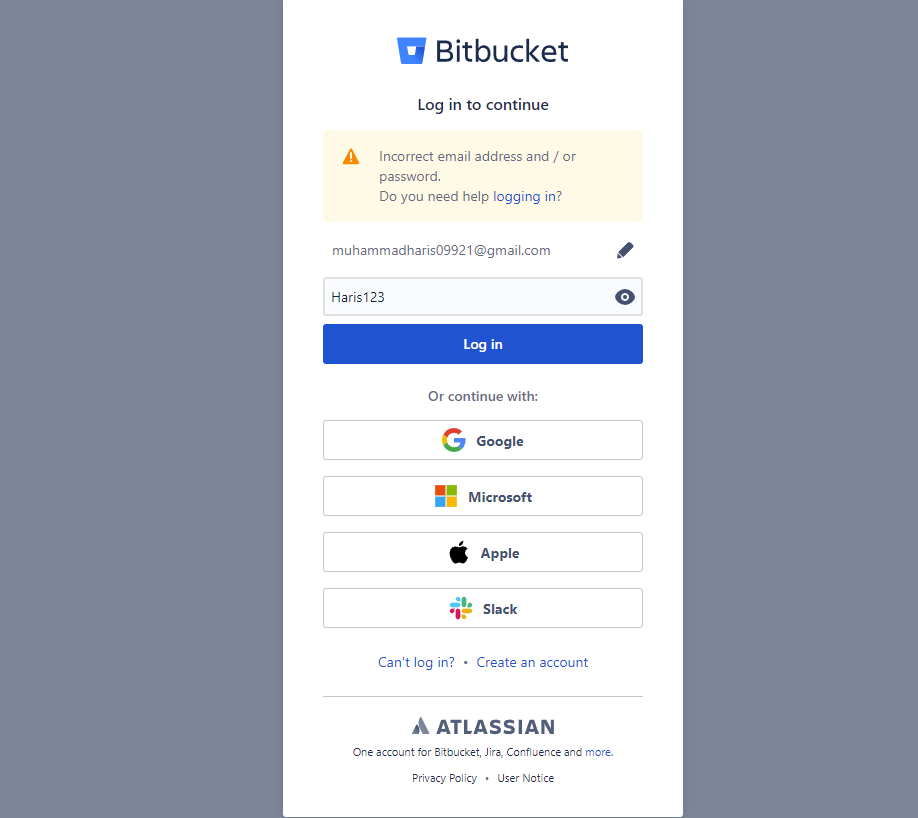 Bitbucket
Log in to continue
Incorrect email address and / or
password.
Do you need help logging in?
muhammadharis09921@gmail.com
Haris123
Log in
Or continue with:
Google
Microsoft
Apple
Slack
Can't log in? • Create an account
ATLASSIAN
One account for Bitbucket, Jira, Confluence and more.
Privacy Policy • User Notice